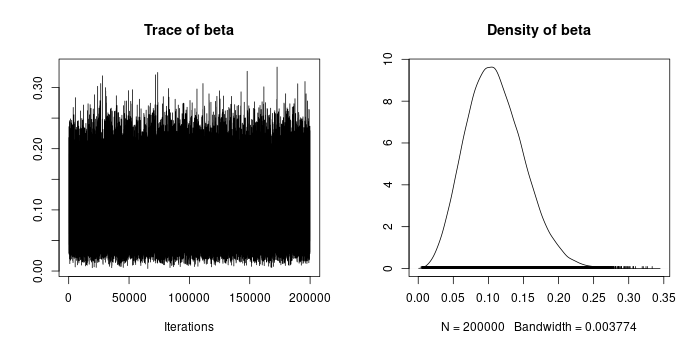 Trace of beta
0.30
0.20
0.10
0.00
0 50000 100000 150000 200000
Iterations
Density of beta
10
8
6
4
2
0
0.00 0.05 0.10 0.15 0.20 0.25 0.30 0.35
N = 200000 Bandwidth = 0.003774